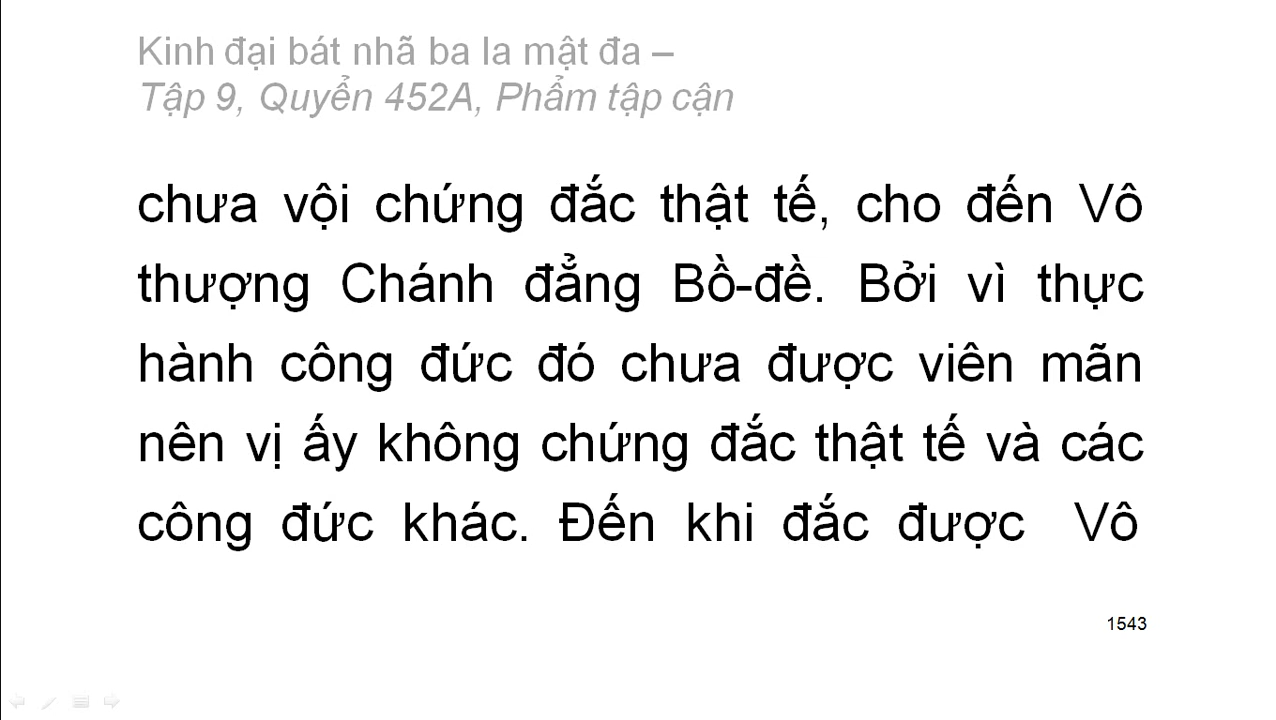 Kinh đại bát nhã ba la mật đa –
Tập 9, Quyển 452A, Phẩm tập cận
chưa vội chứng đắc thật tế, cho đến Vô
thượng Chánh đẳng Bồ-đề. Bởi vì thực
hành công đức đó chưa được viên mãn
nên vị ấy không chứng đắc thật tế và các
công đức khác. Đến khi đắc được Vô
1543